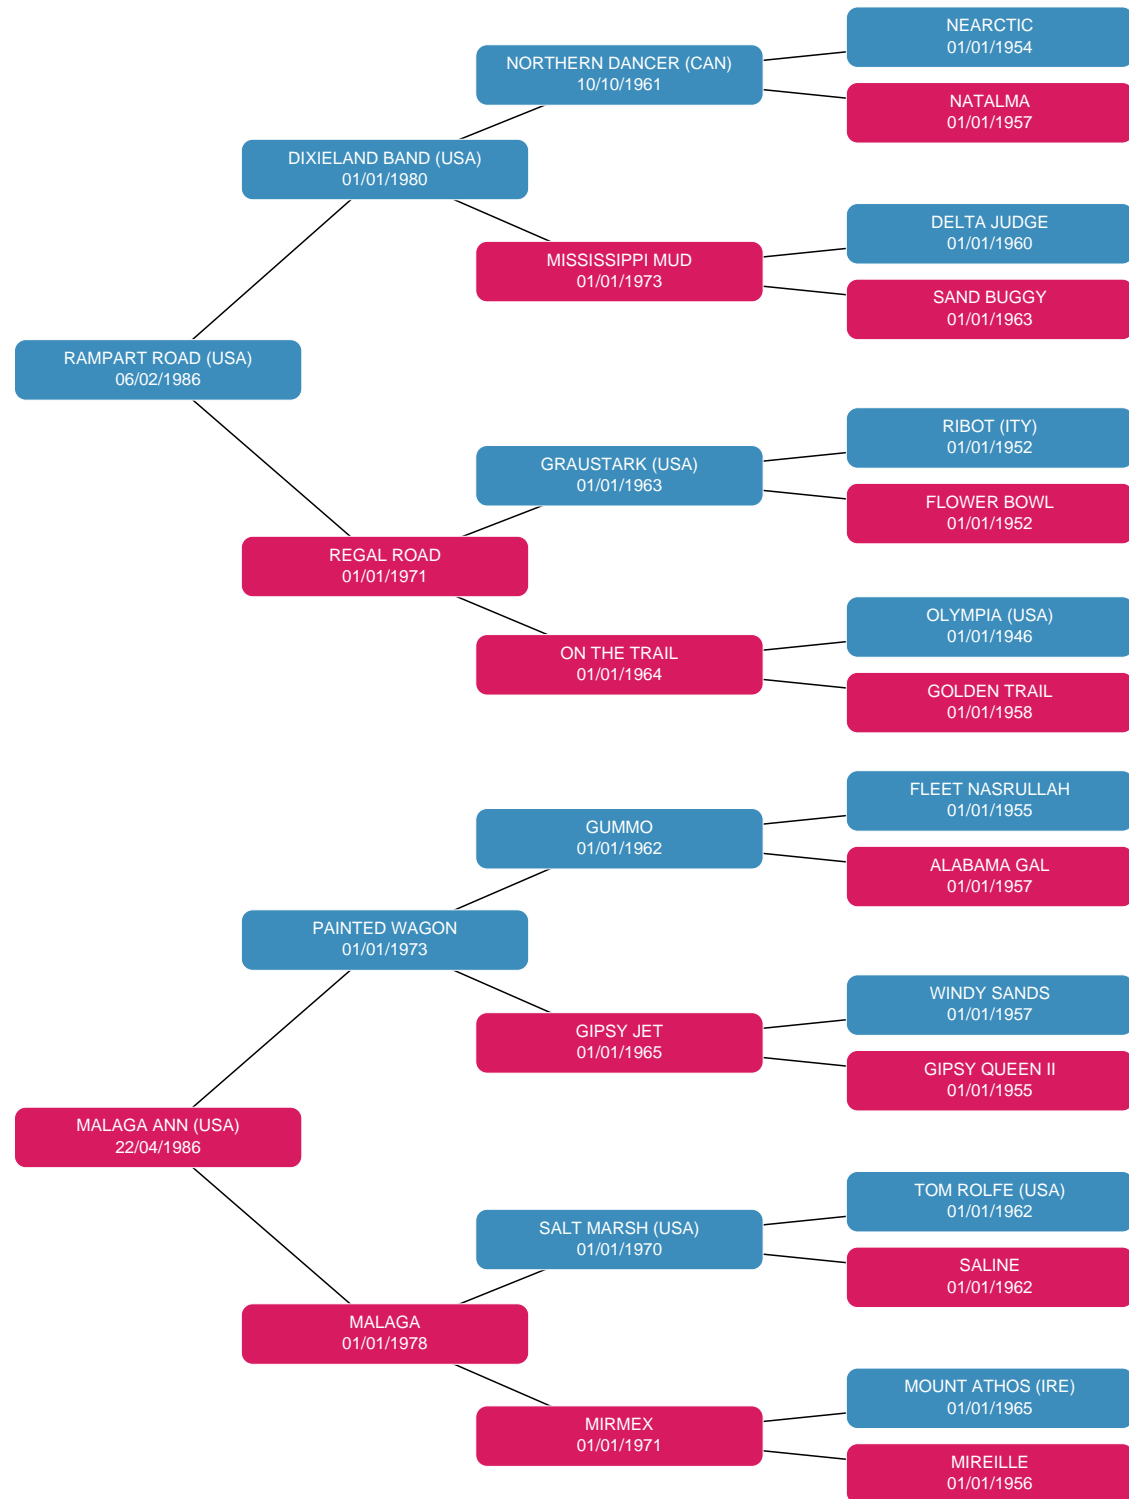 NEARCTIC
01/01/1954
NORTHERN DANCER (CAN)
10/10/1961
NATALMA
01/01/1957
DIXIELAND BAND (USA)
01/01/1980
DELTA JUDGE
01/01/1960
MISSISSIPPI MUD
01/01/1973
SAND BUGGY
01/01/1963
RAMPART ROAD (USA)
06/02/1986
RIBOT (ITY)
01/01/1952
GRAUSTARK (USA)
01/01/1963
FLOWER BOWL
01/01/1952
REGAL ROAD
01/01/1971
OLYMPIA (USA)
01/01/1946
ON THE TRAIL
01/01/1964
GOLDEN TRAIL
01/01/1958
FLEET NASRULLAH
01/01/1955
GUMMO
01/01/1962
ALABAMA GAL
01/01/1957
PAINTED WAGON
01/01/1973
WINDY SANDS
01/01/1957
GIPSY JET
01/01/1965
GIPSY QUEEN II
01/01/1955
MALAGA ANN (USA)
22/04/1986
TOM ROLFE (USA)
01/01/1962
SALT MARSH (USA)
01/01/1970
SALINE
01/01/1962
MALAGA
01/01/1978
MOUNT ATHOS (IRE)
01/01/1965
MIRMEX
01/01/1971
MIREILLE
01/01/1956